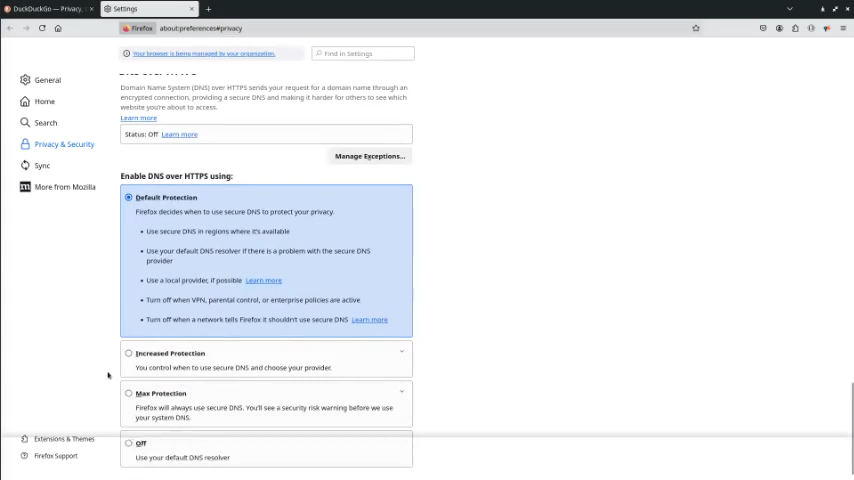 DuckDuckGo — Privacy.
Settings
Firefox
about:preferences#privacy
Your browser is being managed by your organization.
Find in Settings
General
Home
Search
Privacy & Security
Sync
More from Mozilla
Extensions & Themes
Firefox Support
DNS over HTTPS
Domain Name System (DNS) over HTTPS sends your request for a domain name through an
encrypted connection, providing a secure DNS and making it harder for others to see which
website you're about to access.
Learn more
Status: Off Learn more
Manage Exceptions...
Enable DNS over HTTPS using:
Default Protection
Firefox decides when to use secure DNS to protect your privacy.
• Use secure DNS in regions where it's available
• Use your default DNS resolver if there is a problem with the secure DNS
provider
• Use a local provider, if possible Learn more
• Turn off when VPN, parental control, or enterprise policies are active
• Turn off when a network tells Firefox it shouldn't use secure DNS Learn more
Increased Protection
You control when to use secure DNS and choose your provider.
Max Protection
Firefox will always use secure DNS. You'll see a security risk warning before we use
your system DNS.
Off
Use your default DNS resolver